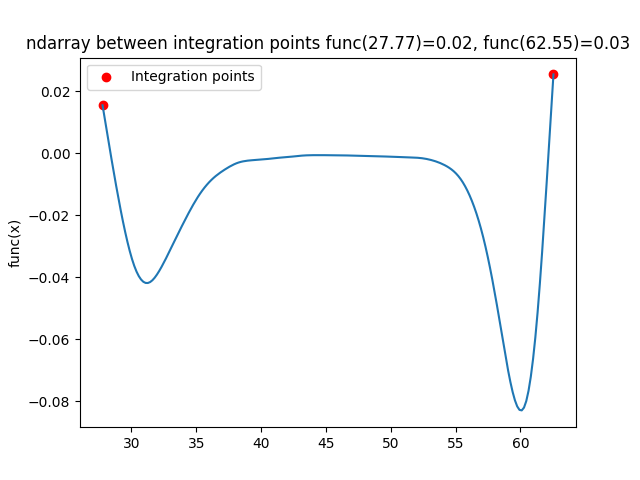 ndarray between integration points func(27.77)=0.02, func(62.55)=0.03
Integration points
func(x)
0.02
0.00
−0.02
−0.04
−0.06
−0.08
30 35 40 45 50 55 60